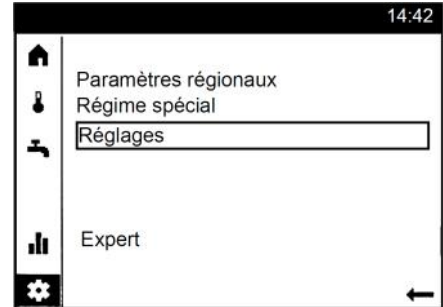 14:42
Paramètres régionaux
Régime spécial
Réglages
Expert